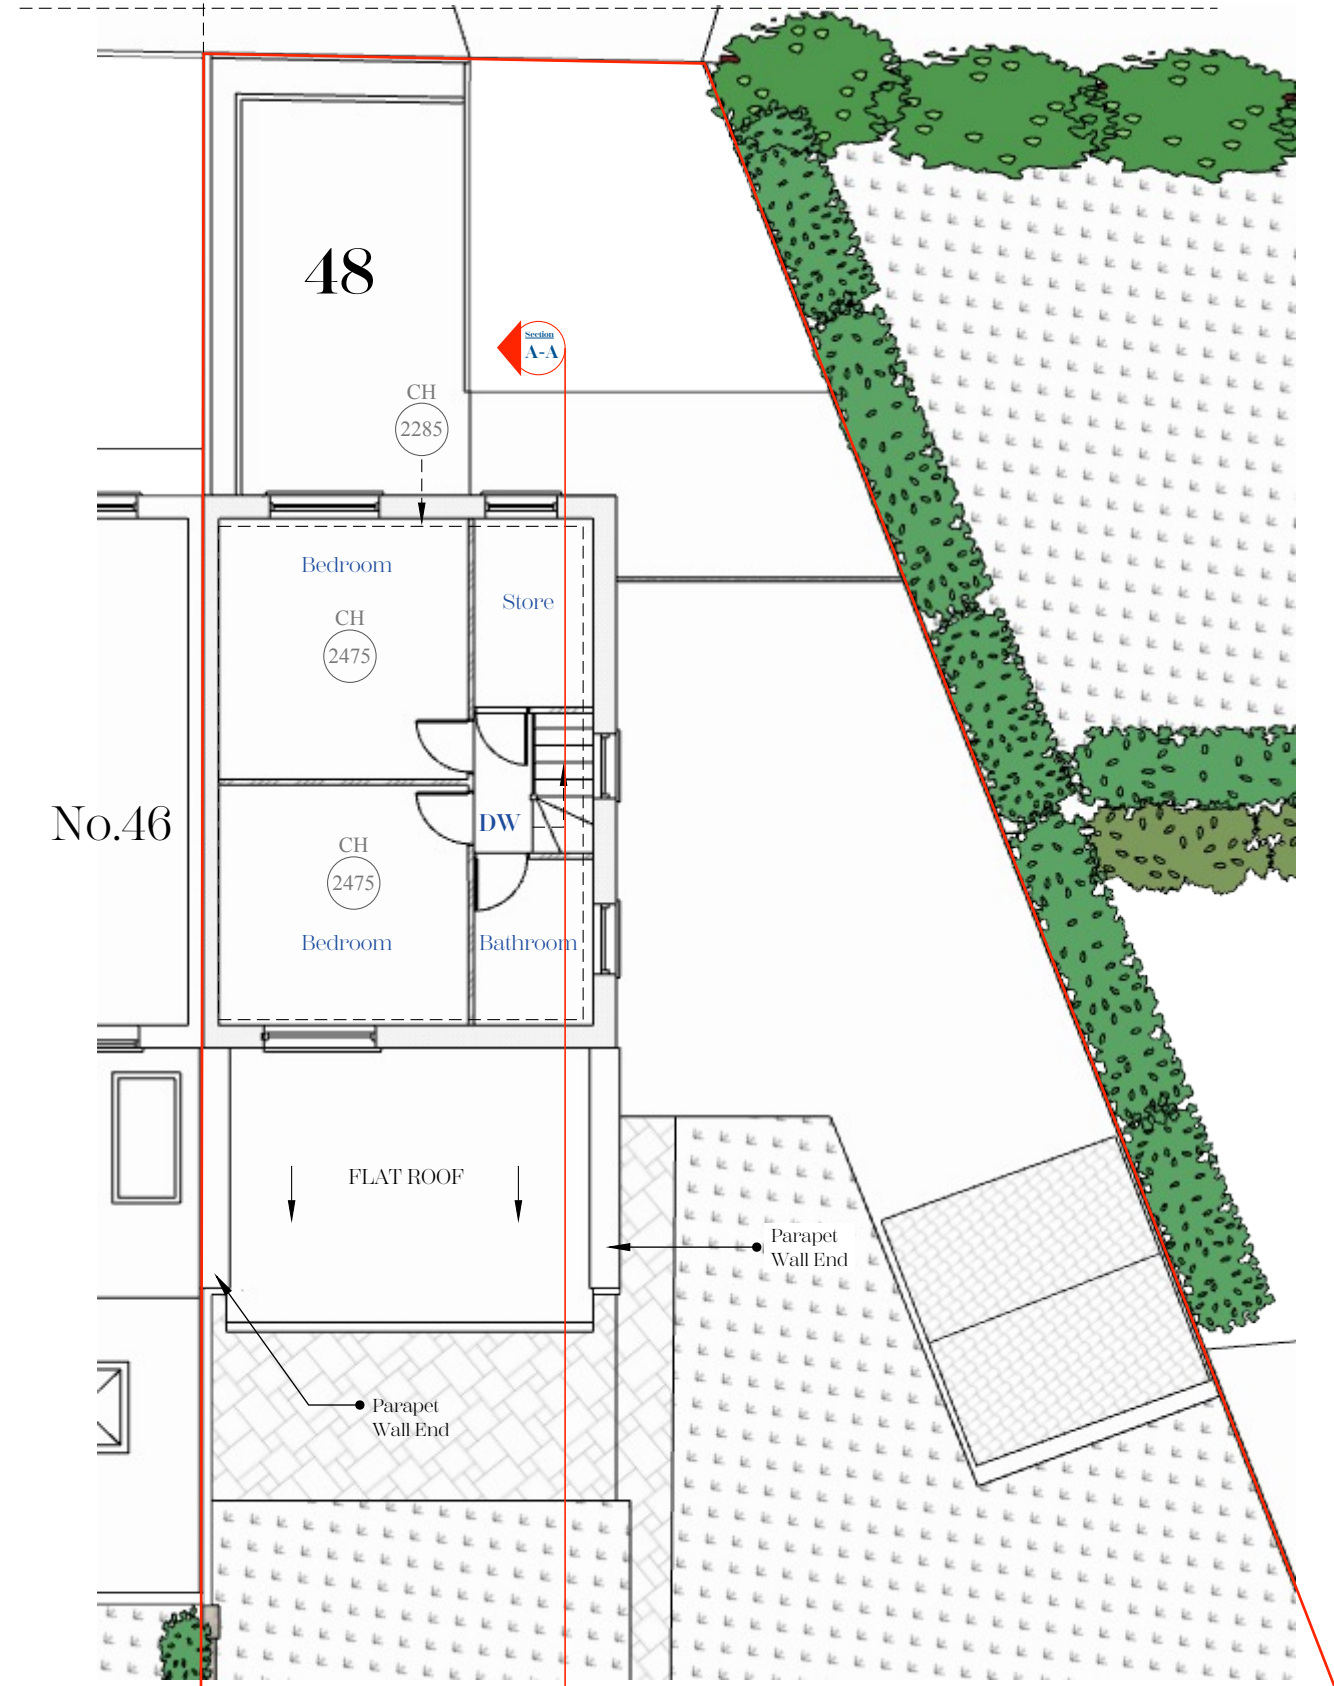 48
Section
A-A
CH
2285
Bedroom
Store
CH
2475
No.46
DW
CH
2475
Bedroom
Bathroom
FLAT ROOF
Parapet
Wall End
Parapet
Wall End